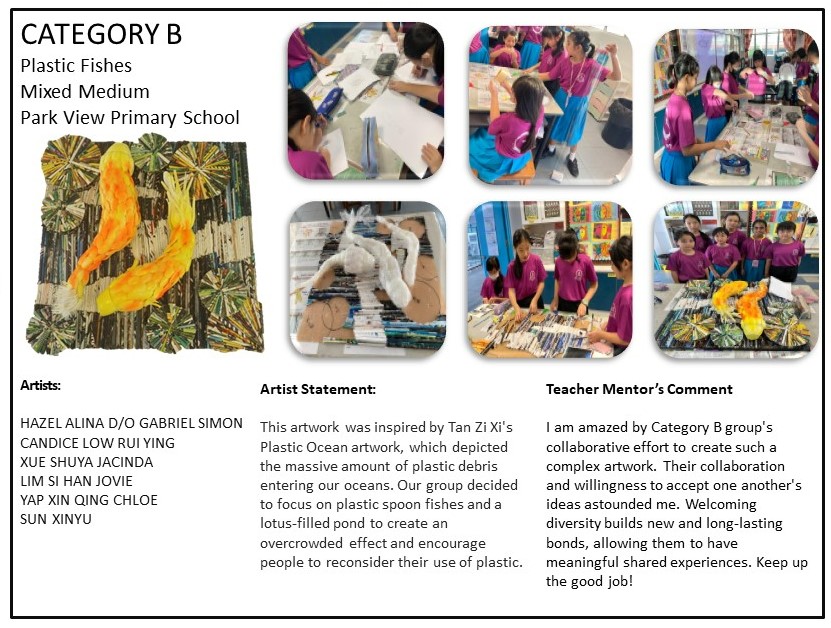 CATEGORY B
Plastic Fishes
Mixed Medium
Park View Primary School
Artists:
HAZEL ALINA D/O GABRIEL SIMON
CANDICE LOW RUI YING
XUE SHUYA JACINDA
LIM SI HAN JOVIE
YAP XIN QING CHLOE
SUN XINYU
Artist Statement:
This artwork was inspired by Tan Zi Xi's
Plastic Ocean artwork, which depicted
the massive amount of plastic debris
entering our oceans. Our group decided
to focus on plastic spoon fishes and a
lotus-filled pond to create an
overcrowded effect and encourage
people to reconsider their use of plastic.
Teacher Mentor's Comment
I am amazed by Category B group's
collaborative effort to create such a
complex artwork. Their collaboration
and willingness to accept one another's
ideas astounded me. Welcoming
diversity builds new and long-lasting
bonds, allowing them to have
meaningful shared experiences. Keep up
the good job!